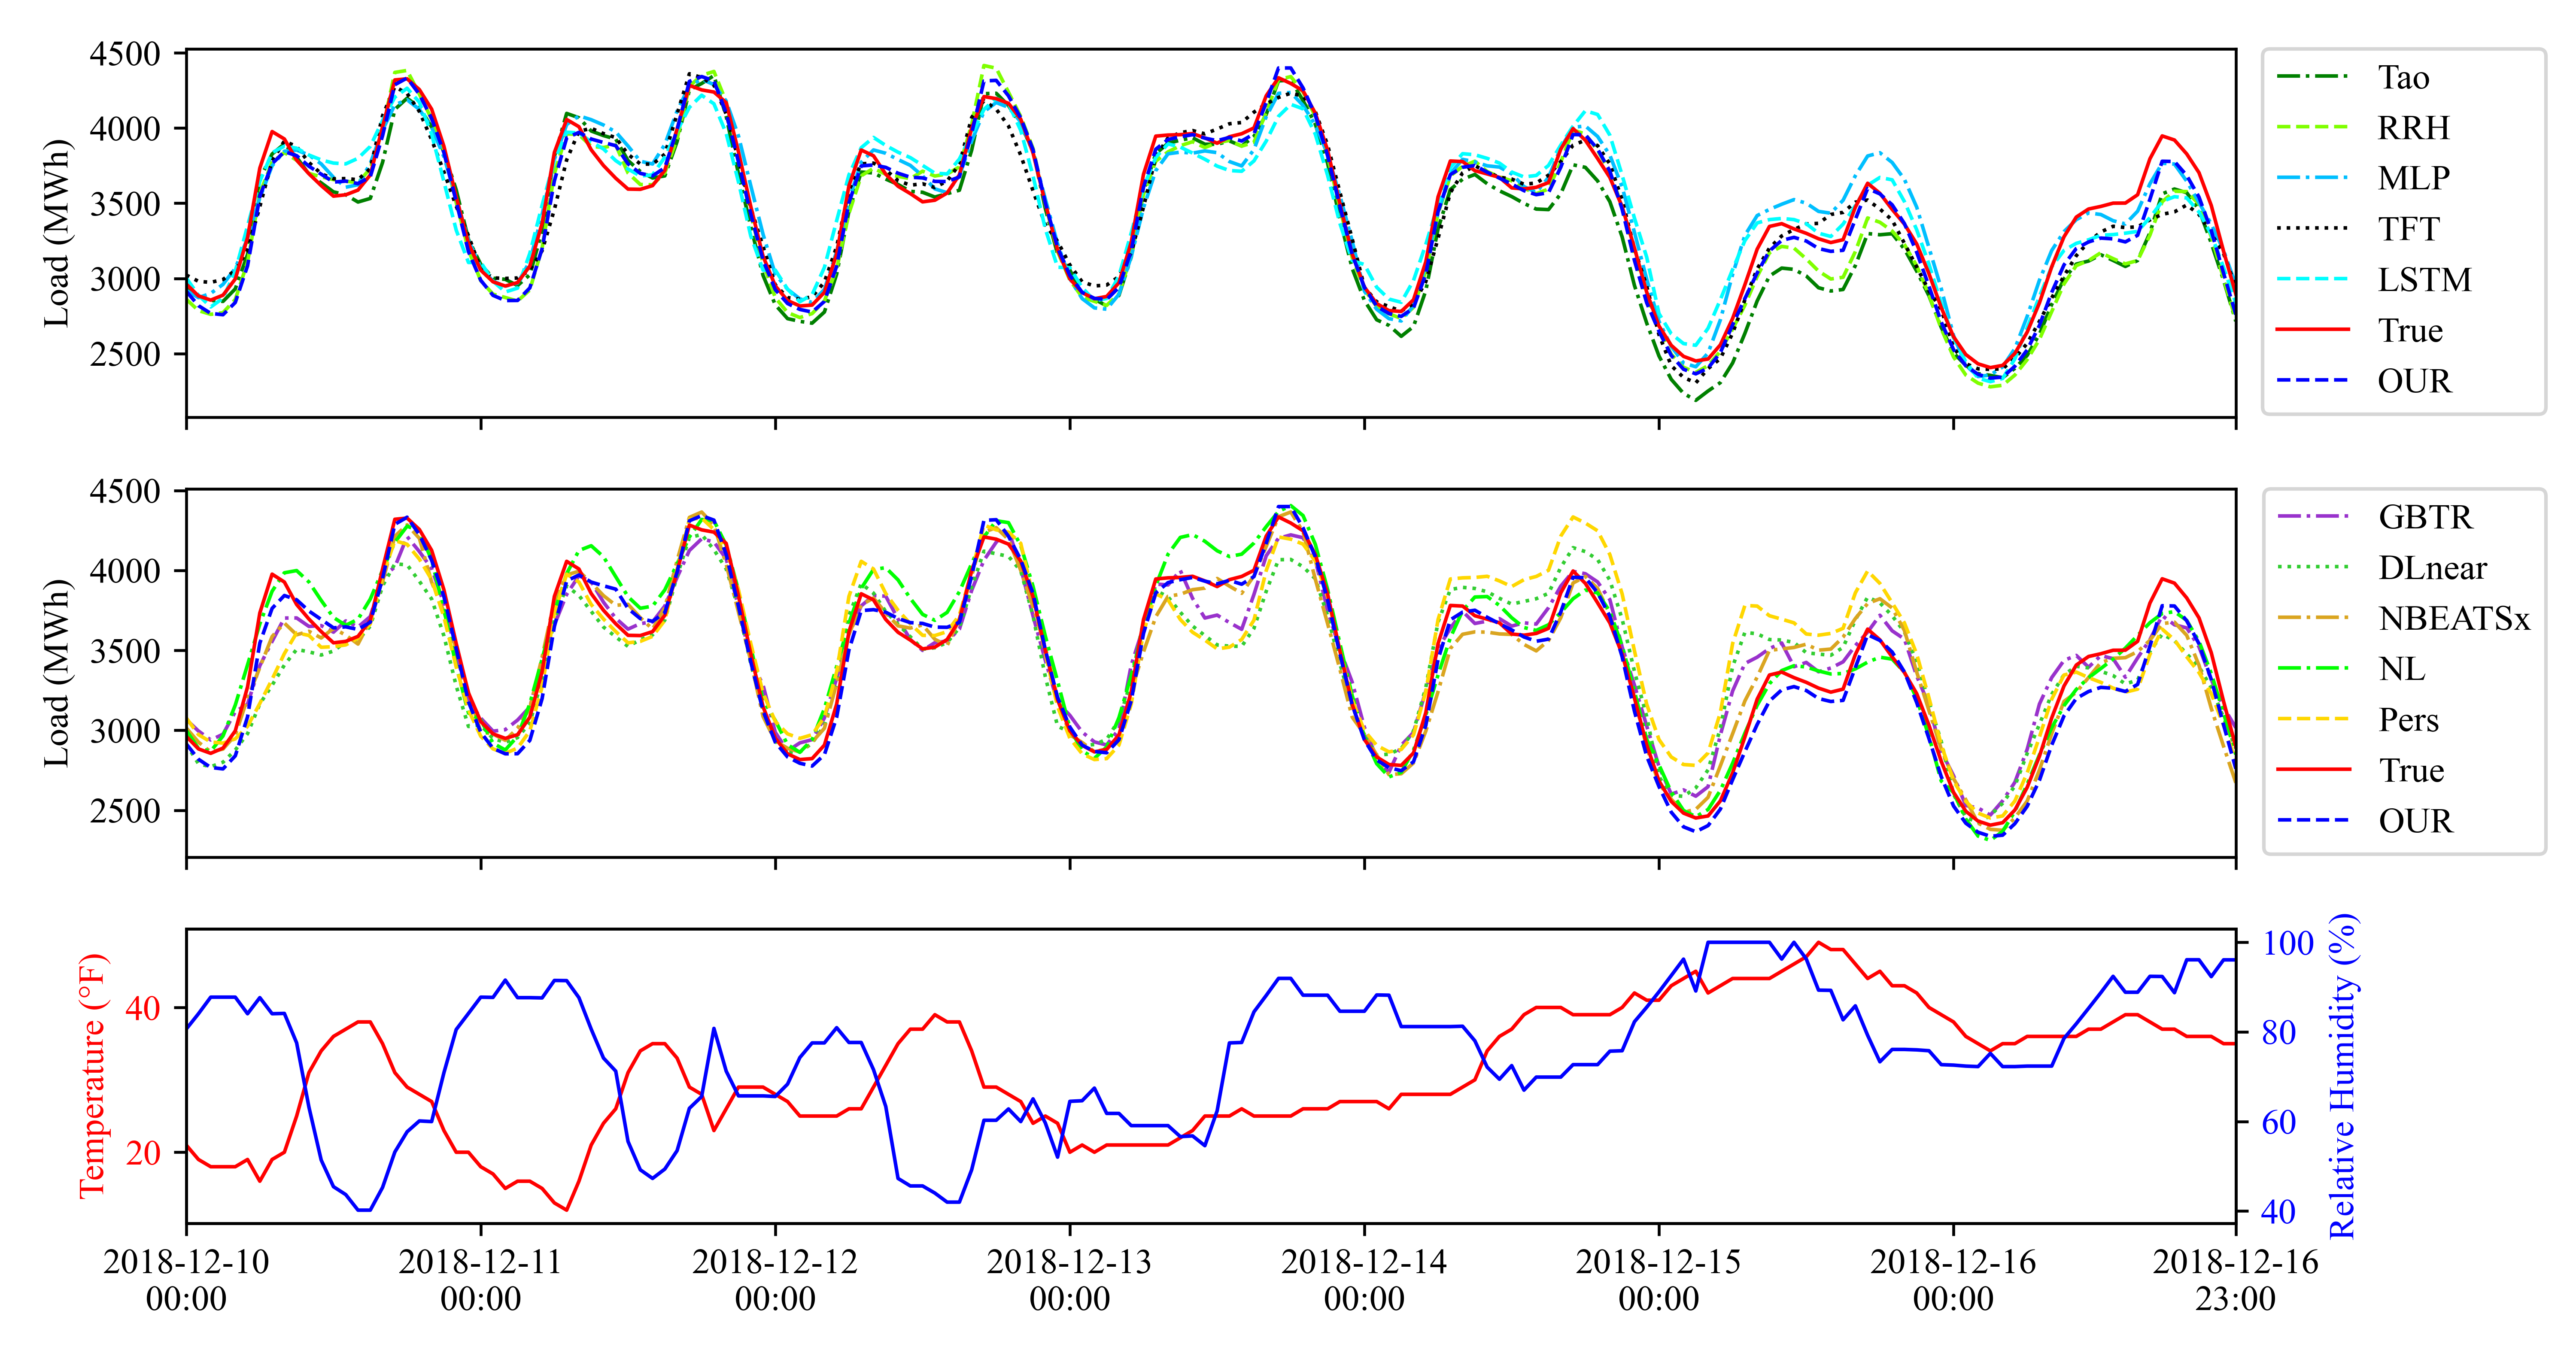 4500
4000
3500
3000
2500
Load (MWh)
Tao
RRH
MLP
TFT
LSTM
True
OUR
4500
4000
3500
3000
2500
Load (MWh)
GBTR
DLnear
NBEATSx
NL
Pers
True
OUR
40
20
Temperature (°F)
100
80
60
40
Relative Humidity (%)
2018-12-10
00:00
2018-12-11
00:00
2018-12-12
00:00
2018-12-13
00:00
2018-12-14
00:00
2018-12-15
00:00
2018-12-16
00:00
2018-12-16
23:00